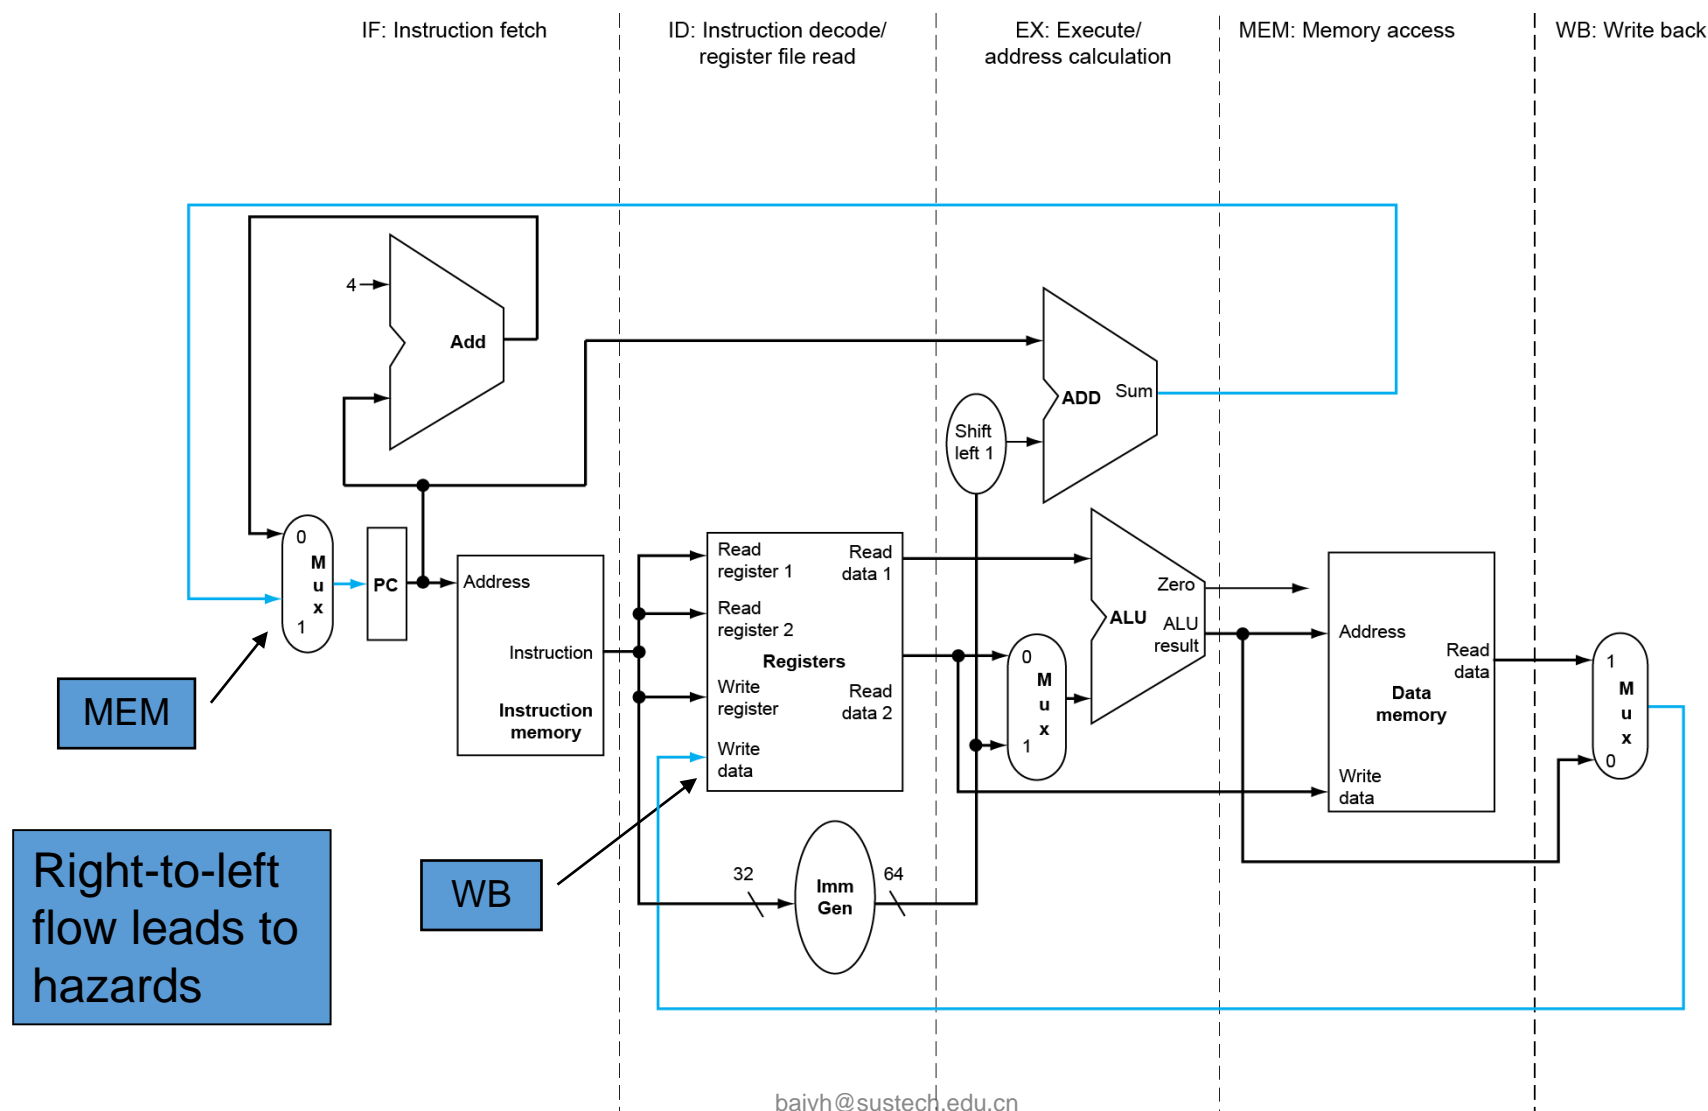 IF: Instruction fetch
ID: Instruction decode/
register file read
EX: Execute/
address calculation
MEM: Memory access
WB: Write back
4
Add
ADD
Sum
Shift
left 1
0
M
u
x
1
PC
Address
Instruction
Instruction
memory
Read
register 1
Read
register 2
Registers
Write
register
Write
data
Read
data 1
Read
data 2
0
M
u
x
1
Zero
ALU
ALU
result
Address
Read
data
Data
memory
Write
data
1
M
u
x
0
MEM
WB
32
Imm
Gen
64
Right-to-left
flow leads to
hazards
baiyh@sustech.edu.cn